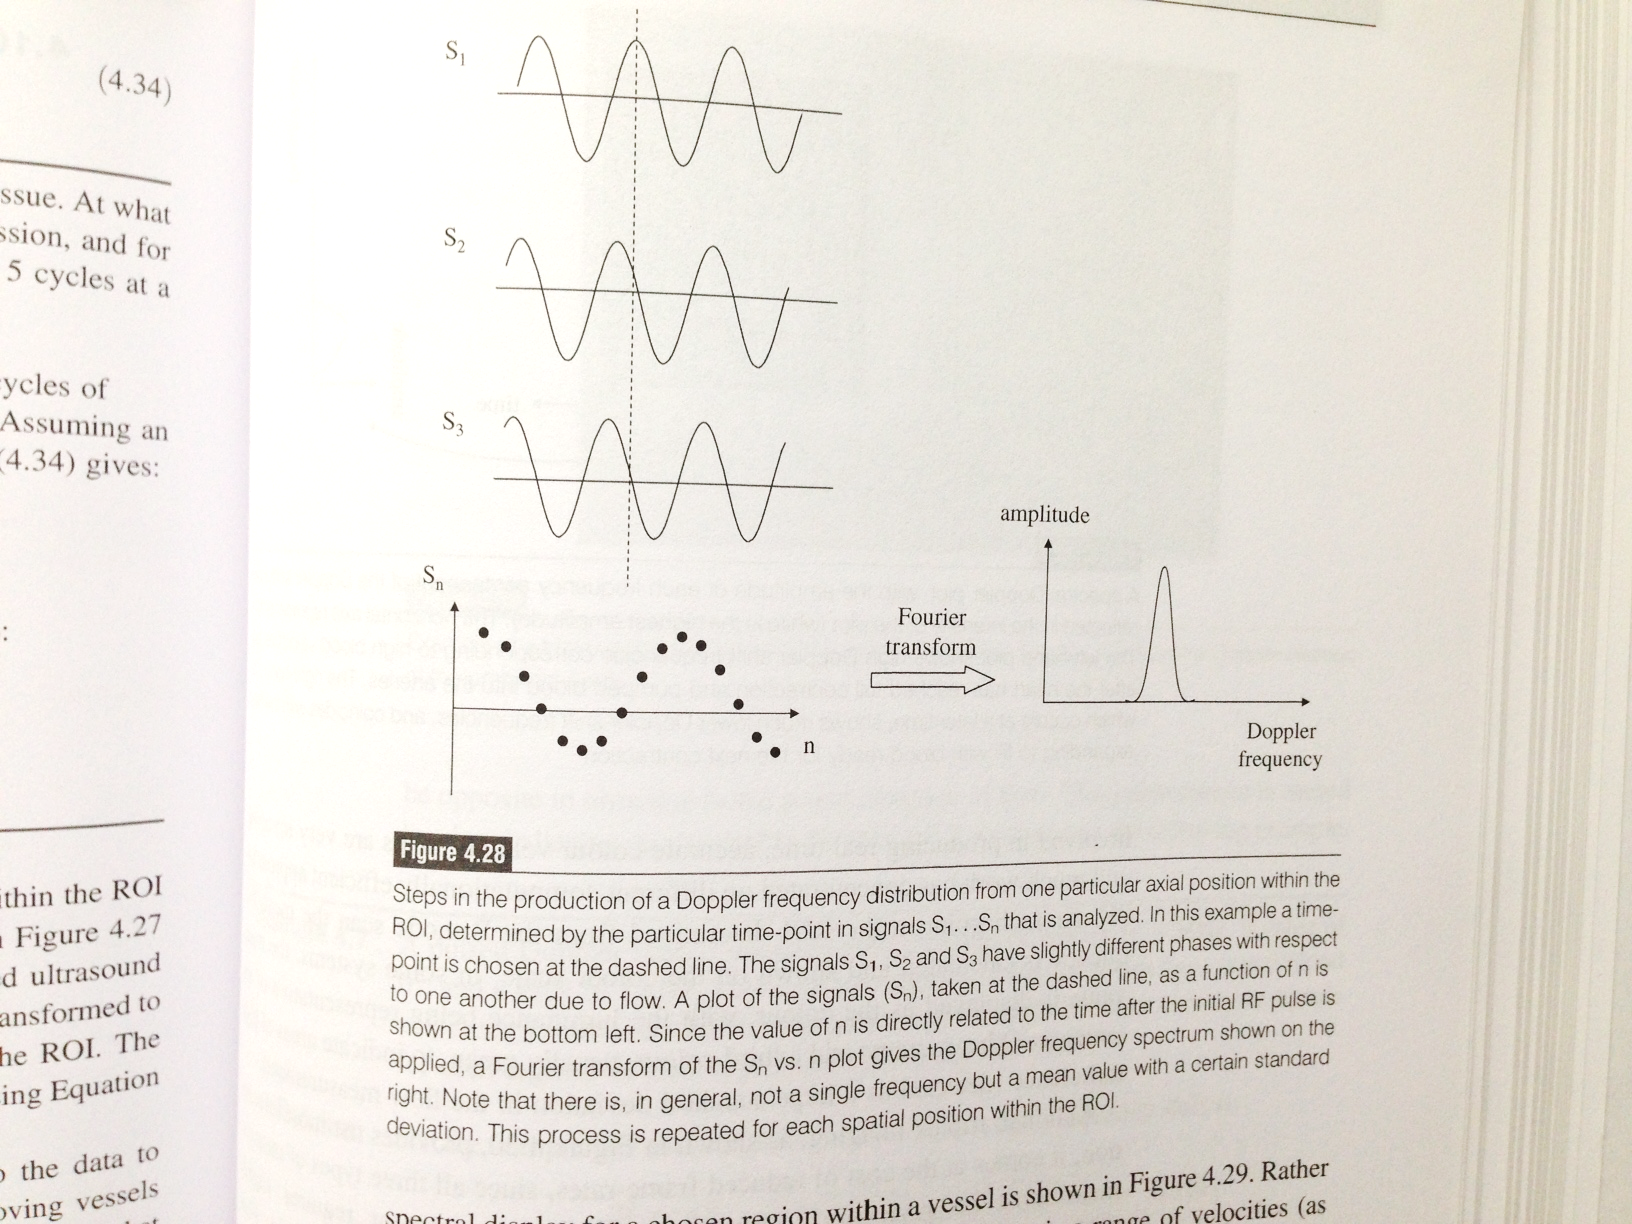 (4.34)
ssue. At what
ssion, and for
5 cycles at a
ycles of
Assuming an
(4.34) gives:
:
ithin the ROI
Figure 4.27
d ultrasound
ansformed to
he ROI. The
ing Equation
the data to
oving vessels
S1
S2
S3
Sn
n
Fourier
transform
amplitude
Doppler
frequency
Figure 4.28
Steps in the production of a Doppler frequency distribution from one particular axial position within the
ROI, determined by the particular time-point in signals S1...Sn that is analyzed. In this example a time-
point is chosen at the dashed line. The signals S1, S2 and S3 have slightly different phases with respect
to one another due to flow. A plot of the signals (Sn), taken at the dashed line, as a function of n is
shown at the bottom left. Since the value of n is directly related to the time after the initial RF pulse is
applied, a Fourier transform of the Sn vs. n plot gives the Doppler frequency spectrum shown on the
right. Note that there is, in general, not a single frequency but a mean value with a certain standard
deviation. This process is repeated for each spatial position within the ROI.
spectral display for a chosen region within a vessel is shown in Figure 4.29. Rather
range of velocities (as